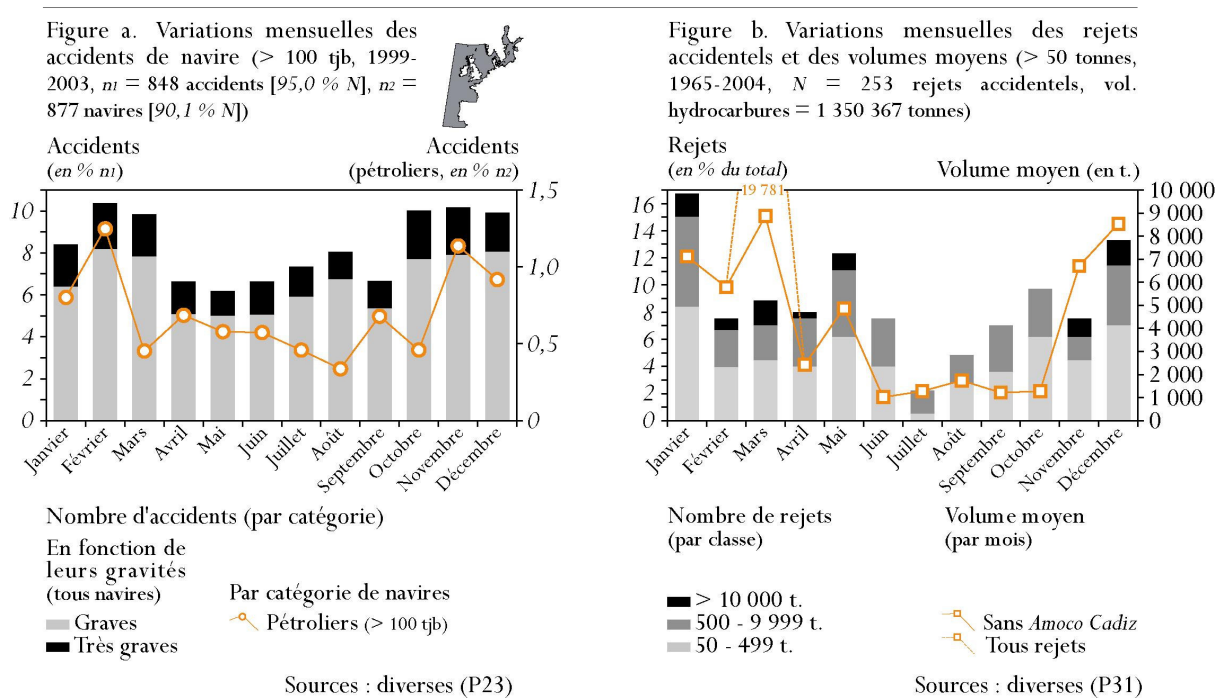 Figure a. Variations mensuelles des
accidents de navire (> 100 tjb, 1999-
2003, n1 = 848 accidents [95,0 % N], n2 =
877 navires [90,1 % N])
Accidents
(en % n1)
Accidents
(pétroliers, en % n2)
10
8
6
4
2
0
1,5
1,0
0,5
0
Janvier
Février
Mars
Avril
Mai
Juin
Juillet
Août
Septembre
Octobre
Novembre
Décembre
Nombre d'accidents (par catégorie)
En fonction de
leurs gravités
(tous navires)
Graves
Très graves
Par catégorie de navires
Pétroliers (> 100 tjb)
Sources : diverses (P23)
Figure b. Variations mensuelles des rejets
accidentels et des volumes moyens (> 50 tonnes,
1965-2004, N = 253 rejets accidentels, vol.
hydrocarbures = 1 350 367 tonnes)
Rejets
(en % du total)
Volume moyen (en t.)
19 781
16
14
12
10
8
6
4
2
0
10 000
9 000
8 000
7 000
6 000
5 000
4 000
3 000
2 000
1 000
0
Janvier
Février
Mars
Avril
Mai
Juin
Juillet
Août
Septembre
Octobre
Novembre
Décembre
Nombre de rejets
(par classe)
> 10 000 t.
500 - 9 999 t.
50 - 499 t.
Volume moyen
(par mois)
Sans Amoco Cadiz
Tous rejets
Sources : diverses (P31)